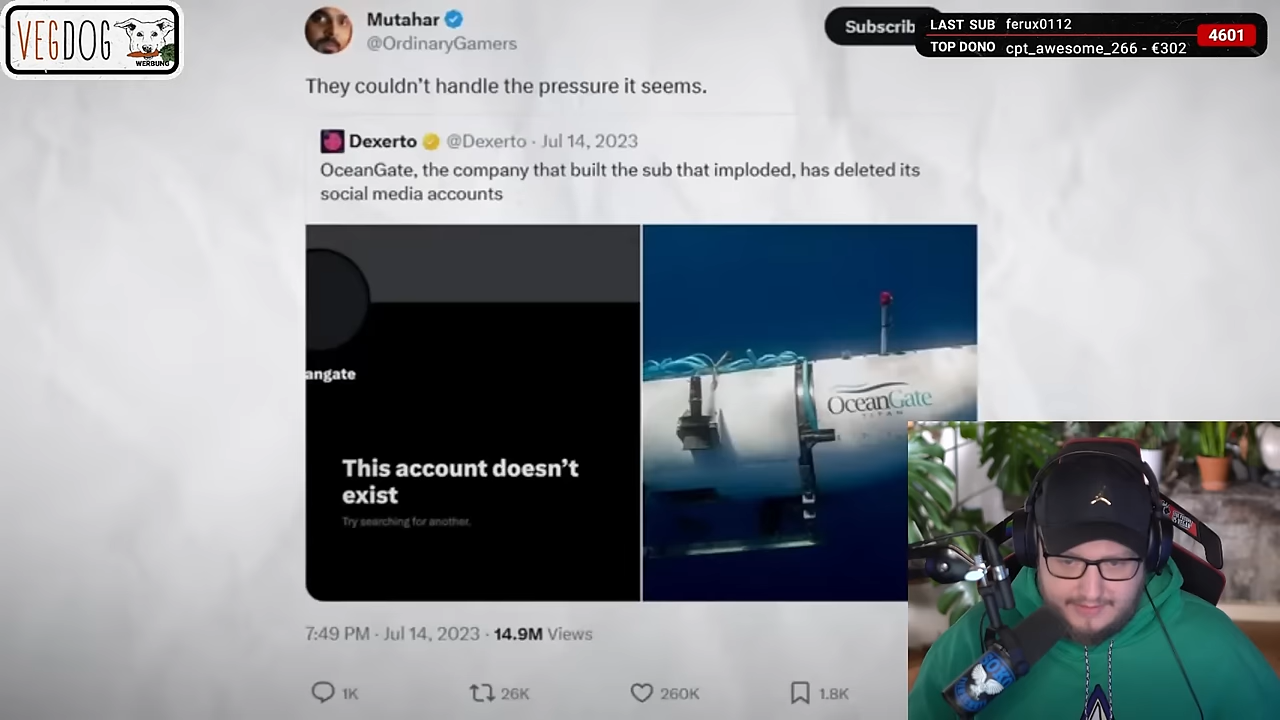 VEGDOG
WERBUNG
Mutahar
@OrdinaryGamers
Subscrib
LAST SUB ferux0112
TOP DONO cpt_awesome_266 - €302
4601
They couldn’t handle the pressure it seems.
Dexerto @Dexerto · Jul 14, 2023
OceanGate, the company that built the sub that imploded, has deleted its
social media accounts
angate
This account doesn’t
exist
Try searching for another.
OceanGate
TITAN
7:49 PM · Jul 14, 2023 · 14.9M Views
1K
26K
260K
1.8K